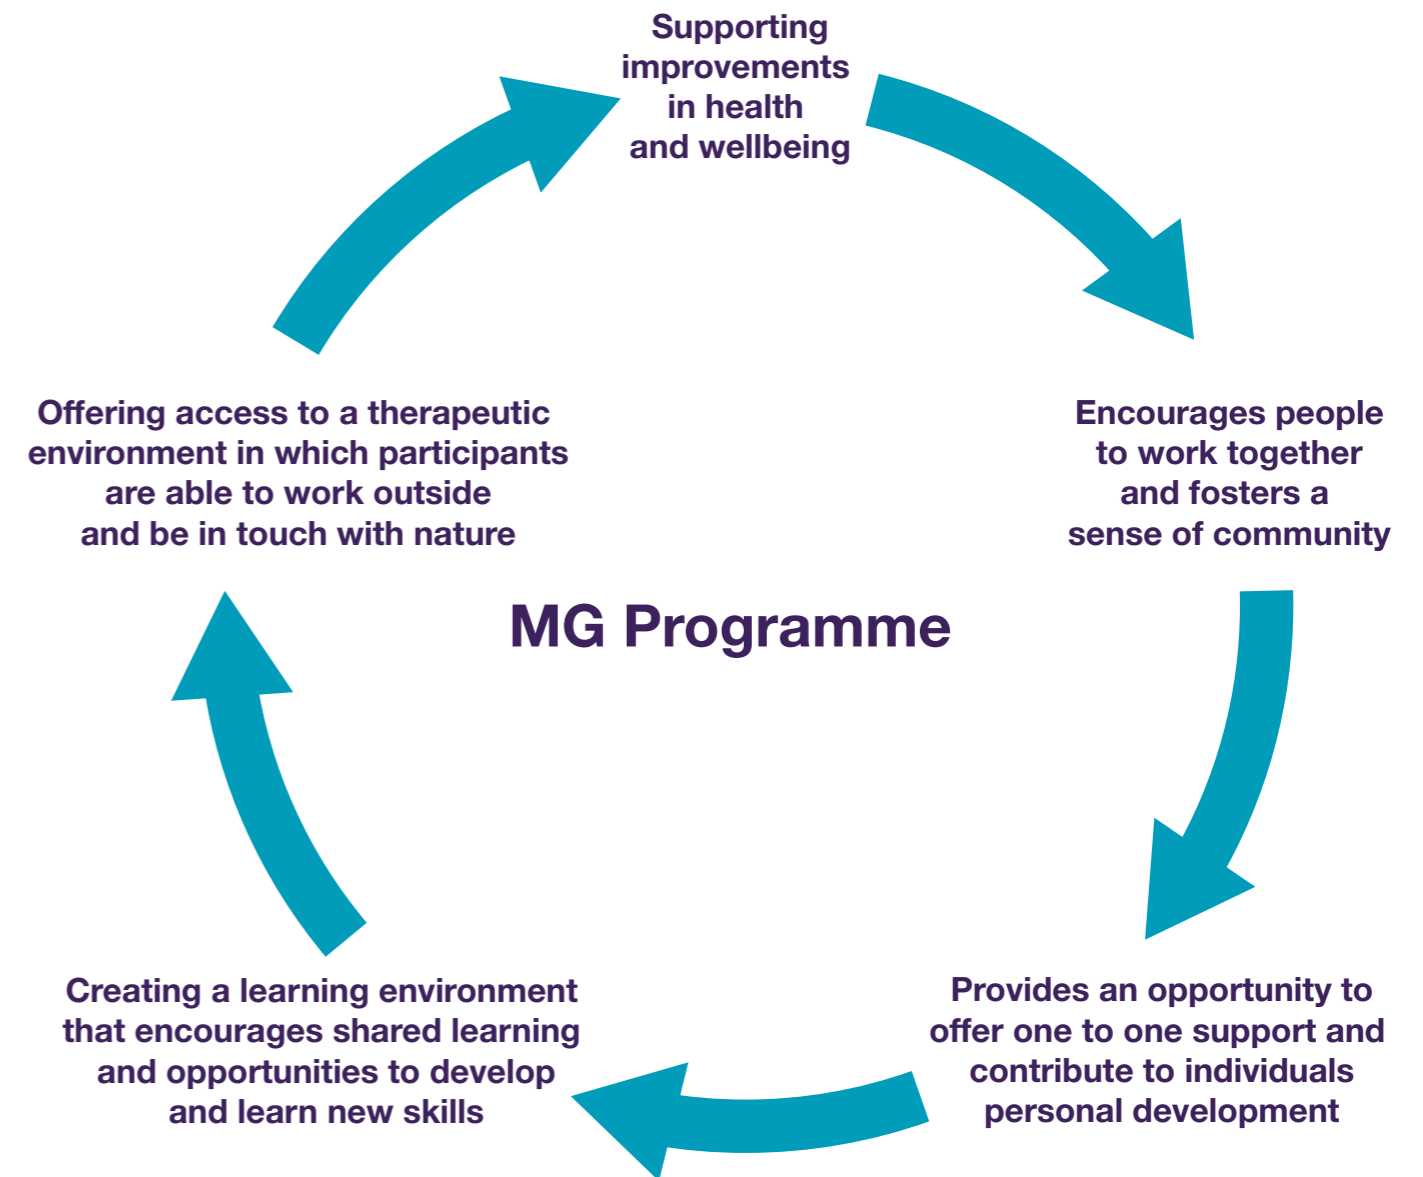 Supporting
improvements
in health
and wellbeing
Encourages people
to work together
and fosters a
sense of community
Provides an opportunity to
offer one to one support and
contribute to individuals
personal development
Creating a learning environment
that encourages shared learning
and opportunities to develop
and learn new skills
Offering access to a therapeutic
environment in which participants
are able to work outside
and be in touch with nature
MG Programme